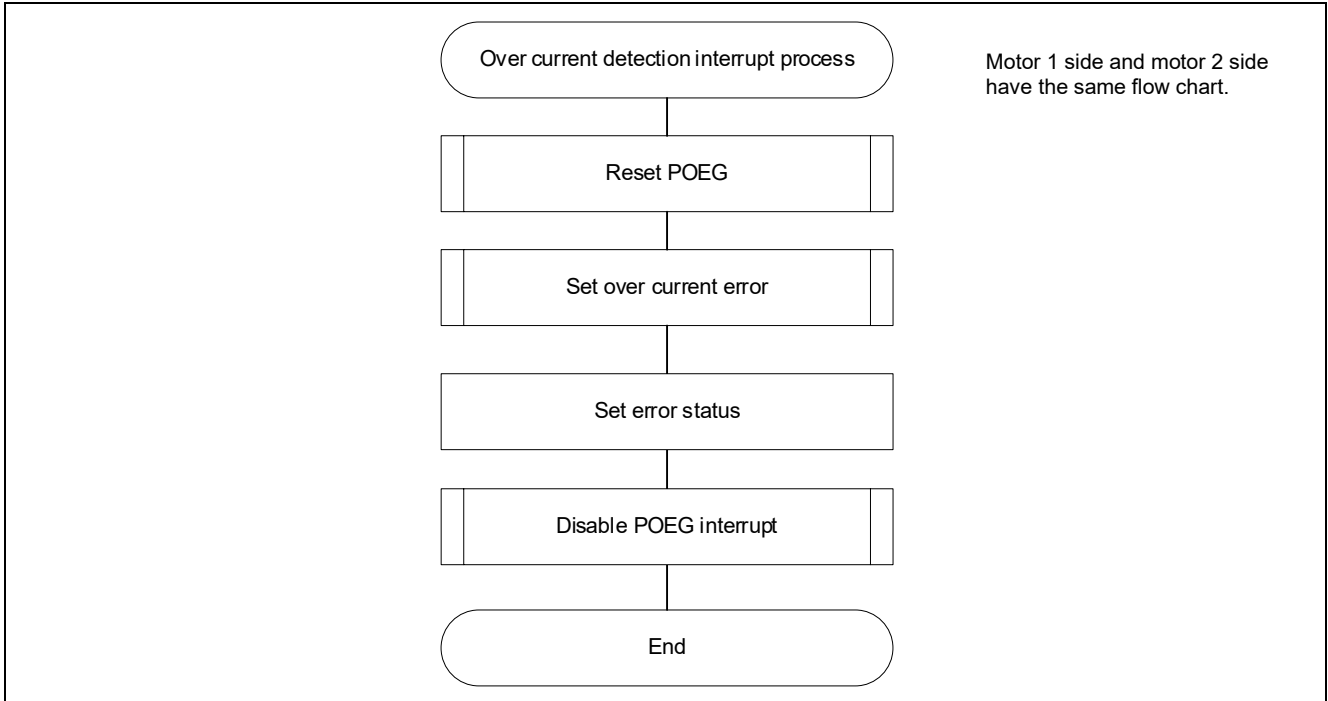 Over current detection interrupt process
Motor 1 side and motor 2 side
have the same flow chart.
Reset POEG
Set over current error
Set error status
Disable POEG interrupt
End